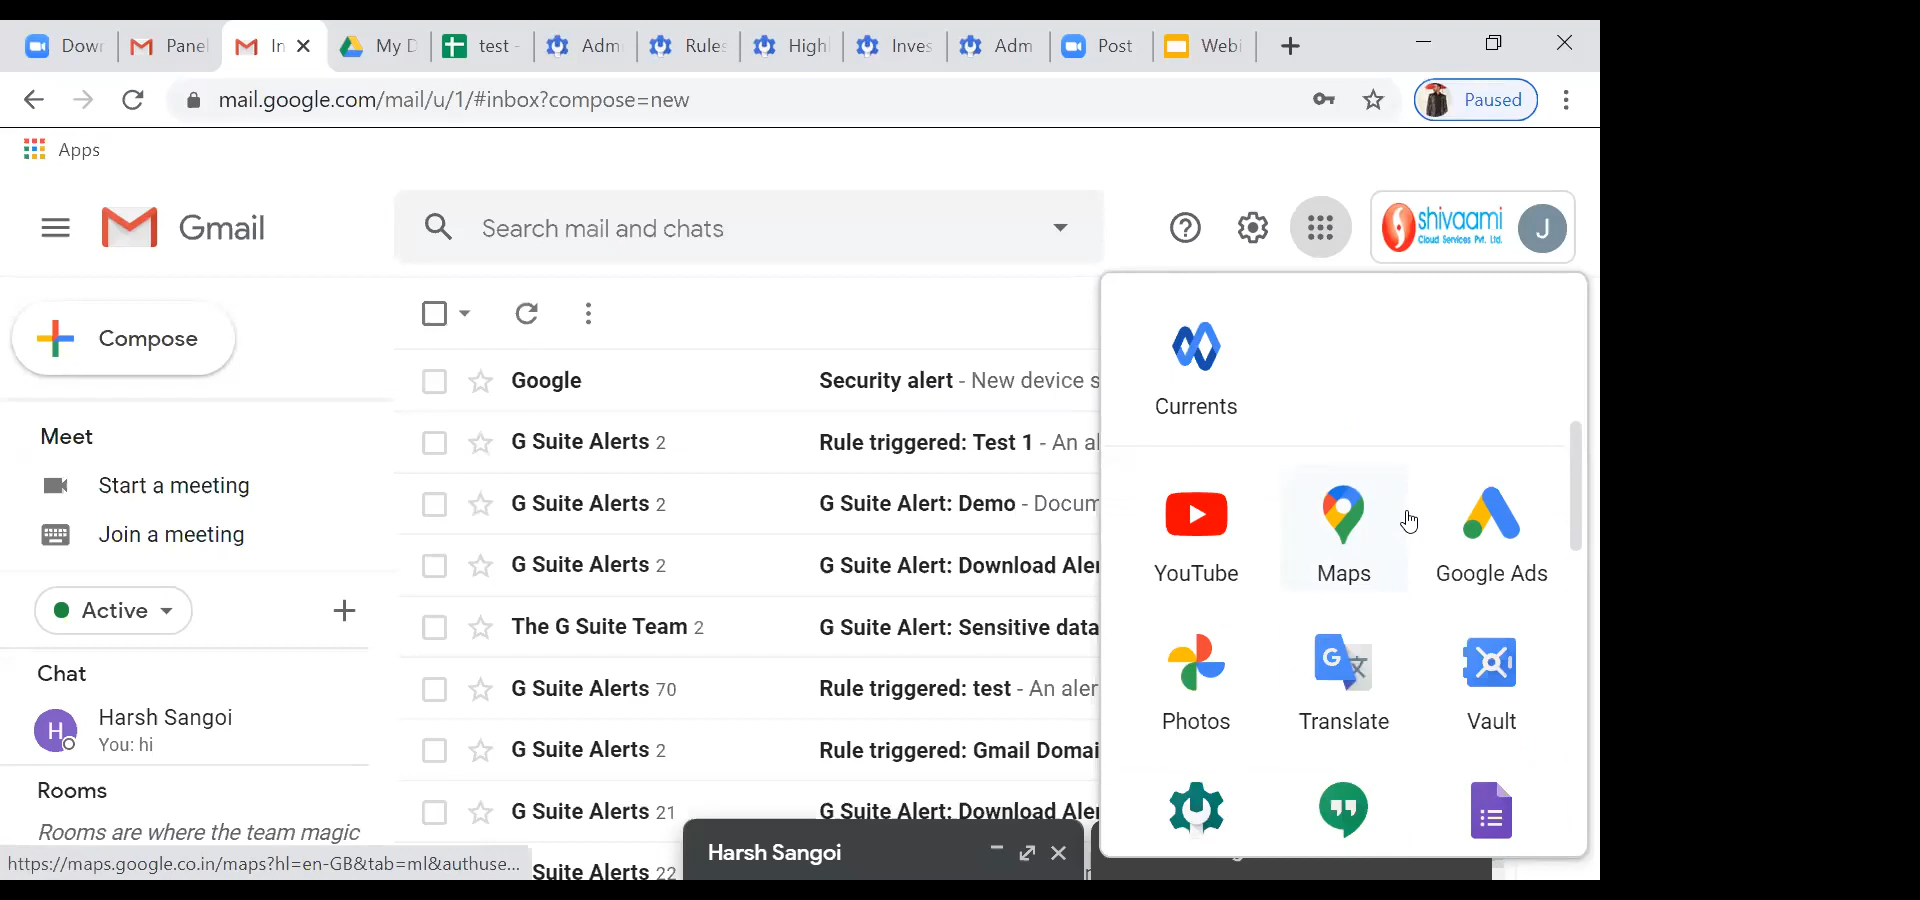 Dow
Panel
In
My D
test -
Adm
Rules
High
Inves
Adm
Post
Webi
mail.google.com/mail/u/1/#inbox?compose=new
Paused
Apps
Gmail
Search mail and chats
shivaami
Cloud Services Pvt. Ltd.
J
Compose
Meet
Start a meeting
Join a meeting
Active
Chat
H
Harsh Sangoi
You: hi
Rooms
Rooms are where the team magic
https://maps.google.co.in/maps?hl=en-GB&tab=ml&authuse...
Google Security alert - New device s
G Suite Alerts 2 Rule triggered: Test 1 - An al
G Suite Alerts 2 G Suite Alert: Demo - Docum
G Suite Alerts 2 G Suite Alert: Download Aler
The G Suite Team 2 G Suite Alert: Sensitive data
G Suite Alerts 70 Rule triggered: test - An aler
G Suite Alerts 2 Rule triggered: Gmail Domai
G Suite Alerts 21 G Suite Alert: Download Aler
Suite Alerts 22
Harsh Sangoi
Currents
YouTube
Maps
Google Ads
Photos
Translate
Vault